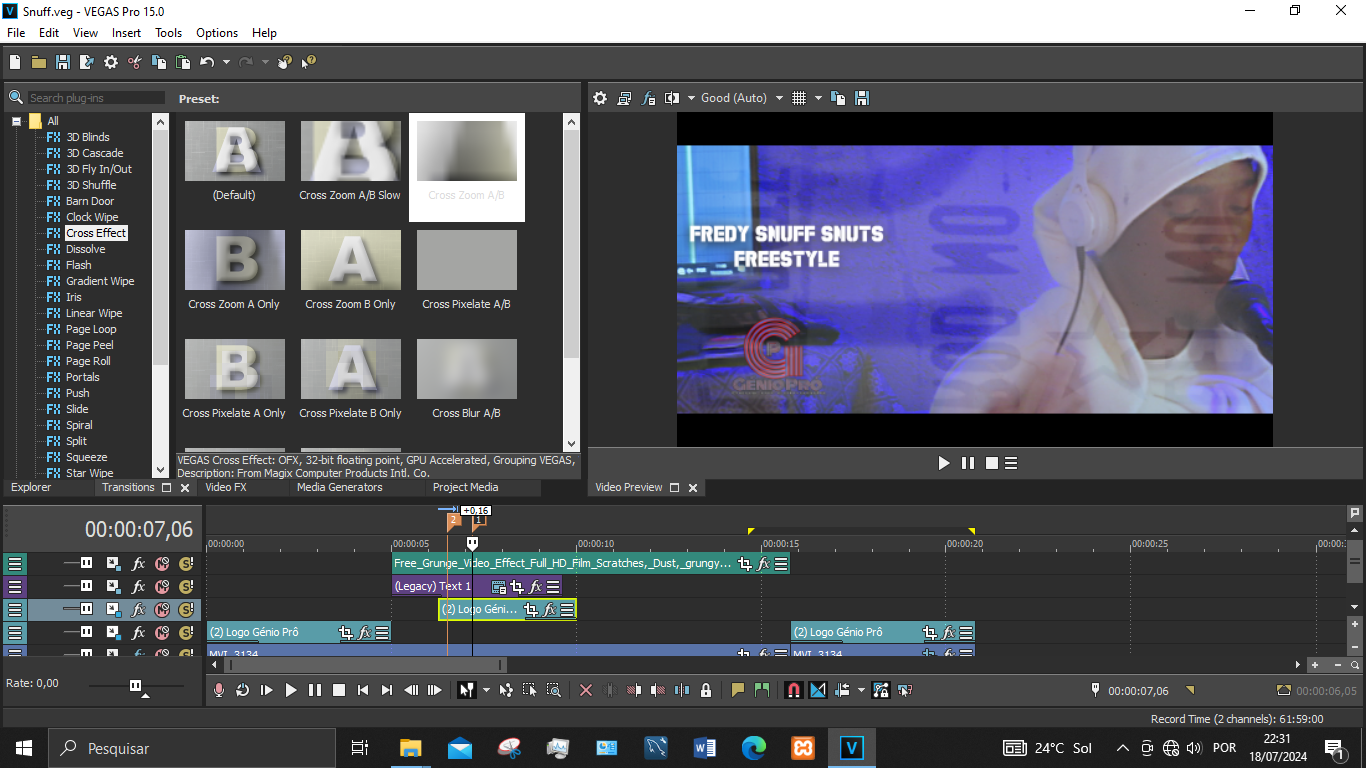 Snuff.veg - VEGAS Pro 15.0
File Edit View Insert Tools Options Help
Search plug-ins
Preset:
Good (Auto)
All
3D Blinds
3D Cascade
3D Fly In/Out
3D Shuffle
Barn Door
Clock Wipe
Cross Effect
Dissolve
Flash
Gradient Wipe
Iris
Linear Wipe
Page Loop
Page Peel
Page Roll
Portals
Push
Slide
Spiral
Split
Squeeze
Star Wipe
(Default) Cross Zoom A/B Slow Cross Zoom A/B
Cross Zoom A Only Cross Zoom B Only Cross Pixelate A/B
Cross Pixelate A Only Cross Pixelate B Only Cross Blur A/B
VEGAS Cross Effect: OFX, 32-bit floating point, GPU Accelerated, Grouping VEGAS,
Description: From Magix Computer Products Intl. Co.
FREDY SNUFF SNUTS
FREESTYLE
GENIO PRO
Explorer Transitions Video FX Media Generators Project Media
Video Preview
00:00:07,06
+0,16
2 1
00:00:00 00:00:05 00:00:10 00:00:15 00:00:20 00:00:25
Free_Grunge_Video_Effect_Full_HD_Film_Scratches,_Dust,_grungy...
(Legacy) Text 1
(2) Logo Géni...
(2) Logo Génio Prô (2) Logo Génio Prô
MVI_3134 MVI_3134
Rate: 0,00
00:00:07,06 00:00:06,05
Record Time (2 channels): 61:59:00
Pesquisar
24°C Sol
POR
22:31
18/07/2024
1